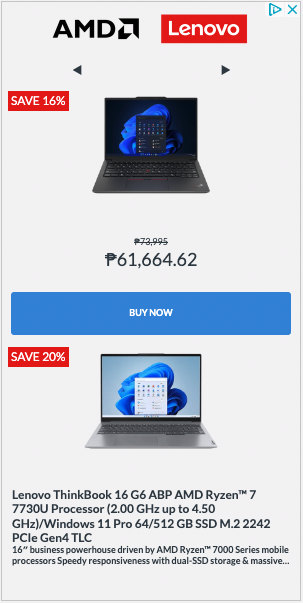 AMD Lenovo
SAVE 16%
₱73,995
₱61,664.62
BUY NOW
SAVE 20%
Lenovo ThinkBook 16 G6 ABP AMD Ryzen™ 7
7730U Processor (2.00 GHz up to 4.50
GHz)/Windows 11 Pro 64/512 GB SSD M.2 2242
PCIe Gen4 TLC
16″ business powerhouse driven by AMD Ryzen™ 7000 Series mobile
processors Speedy responsiveness with dual-SSD storage & massive...